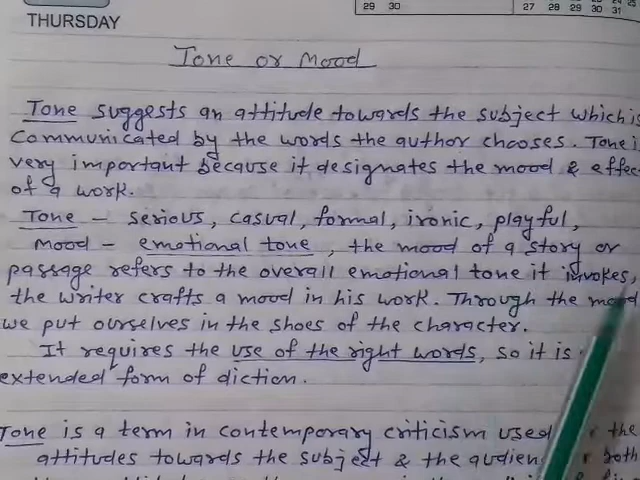 29 30
27 28 29 30 31
THURSDAY
Tone or Mood
Tone suggests an attitude towards the subject which is
communicated by the words the author chooses. Tone i
very important because it designates the mood & effec
of a work.
Tone - serious, casual, formal, ironic, playful,
Mood - emotional tone, the mood of a story or
passage refers to the overall emotional tone it invokes,
the writer crafts a mood in his work. Through the mood
we put ourselves in the shoes of the character.
It requires the use of the right words, so it is
extended form of diction.
Tone is a term in contemporary criticism used the
attitudes towards the subject & the audien both